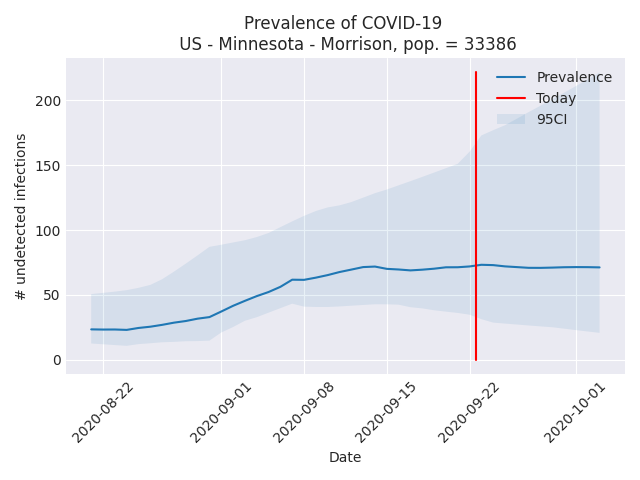 Prevalence of COVID-19
US - Minnesota - Morrison, pop. = 33386
Prevalence
Today
95CI
200
150
100
50
0
# undetected infections
2020-08-22
2020-09-01
2020-09-08
2020-09-15
2020-09-22
2020-10-01
Date